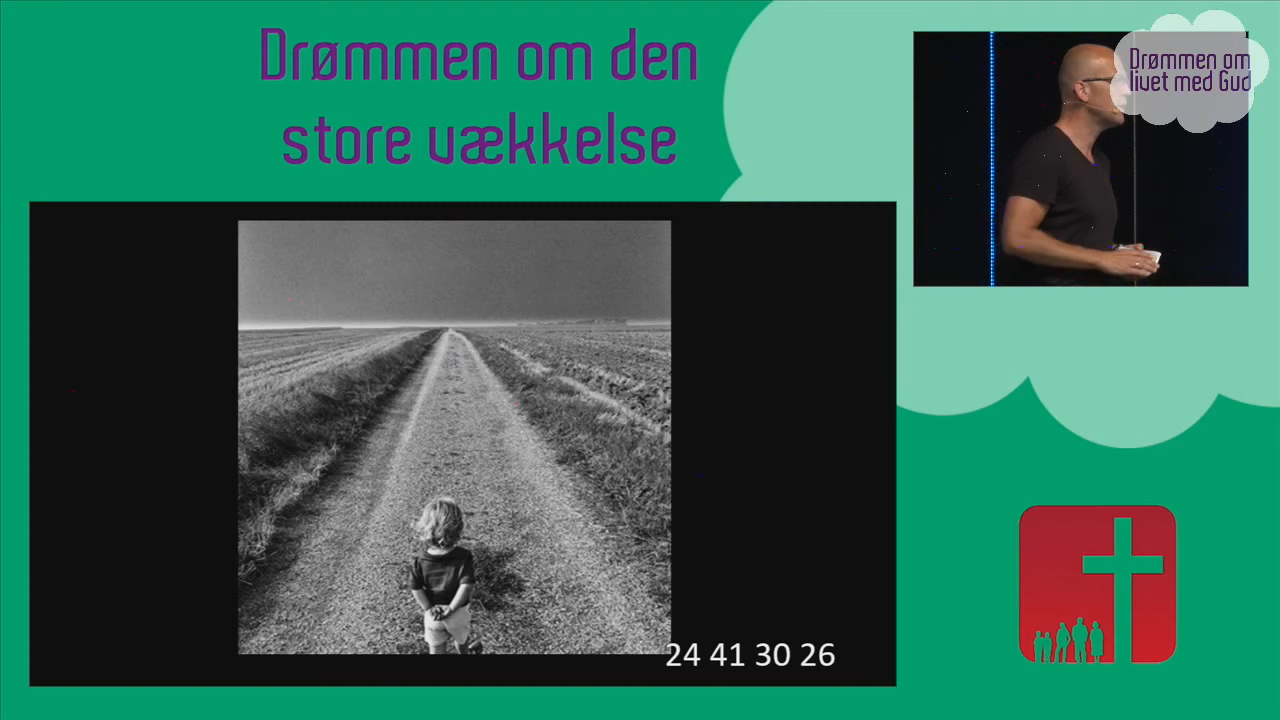 Drømmen om den
store vækkelse
Drømmen om
livet med Gud
24 41 30 26